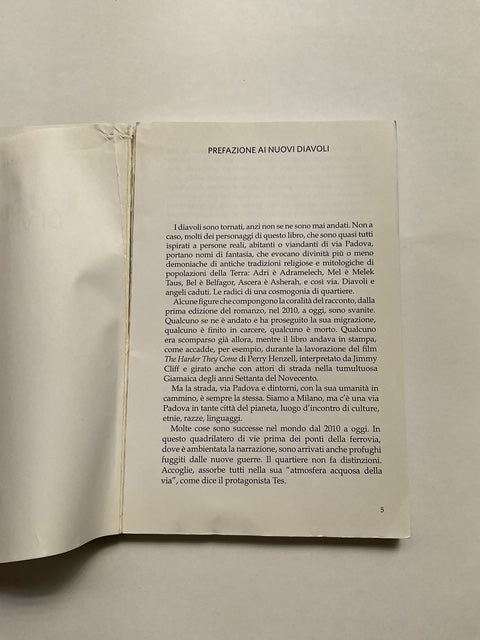 PREFAZIONE AI NUOVI DIAVOLI
I diavoli sono tornati, anzi non se ne sono mai andati. Non a
caso, molti dei personaggi di questo libro, che sono quasi tutti
ispirati a persone reali, abitanti o viandanti di via Padova,
portano nomi di fantasia, che evocano divinità più o meno
demoniache di antiche tradizioni religiose e mitologiche di
popolazioni della Terra: Adri è Adramelech, Mel è Melek
Taus, Bel è Belfagor, Ascera è Asherah, e così via. Diavoli e
angeli caduti. Le radici di una cosmogonia di quartiere.
Alcune figure che compongono la coralità del racconto, dalla
prima edizione del romanzo, nel 2010, a oggi, sono svanite.
Qualcuno se ne è andato e ha proseguito la sua migrazione,
qualcuno è finito in carcere, qualcuno è morto. Qualcuno
era scomparso già allora, mentre il libro andava in stampa,
come accadde, per esempio, durante la lavorazione del film
The Harder They Come di Perry Henzell, interpretato da Jimmy
Cliff e girato anche con attori di strada nella tumultuosa
Giamaica degli anni Settanta del Novecento.
Ma la strada, via Padova e dintorni, con la sua umanità in
cammino, è sempre la stessa. Siamo a Milano, ma c'è una via
Padova in tante città del pianeta, luogo d'incontro di culture,
etnie, razze, linguaggi.
Molte cose sono successe nel mondo dal 2010 a oggi. In
questo quadrilatero di vie prima dei ponti della ferrovia,
dove è ambientata la narrazione, sono arrivati anche profughi
fuggiti dalle nuove guerre. Il quartiere non fa distinzioni.
Accoglie, assorbe tutti nella sua "atmosfera acquosa della
via", come dice il protagonista Tes.
5